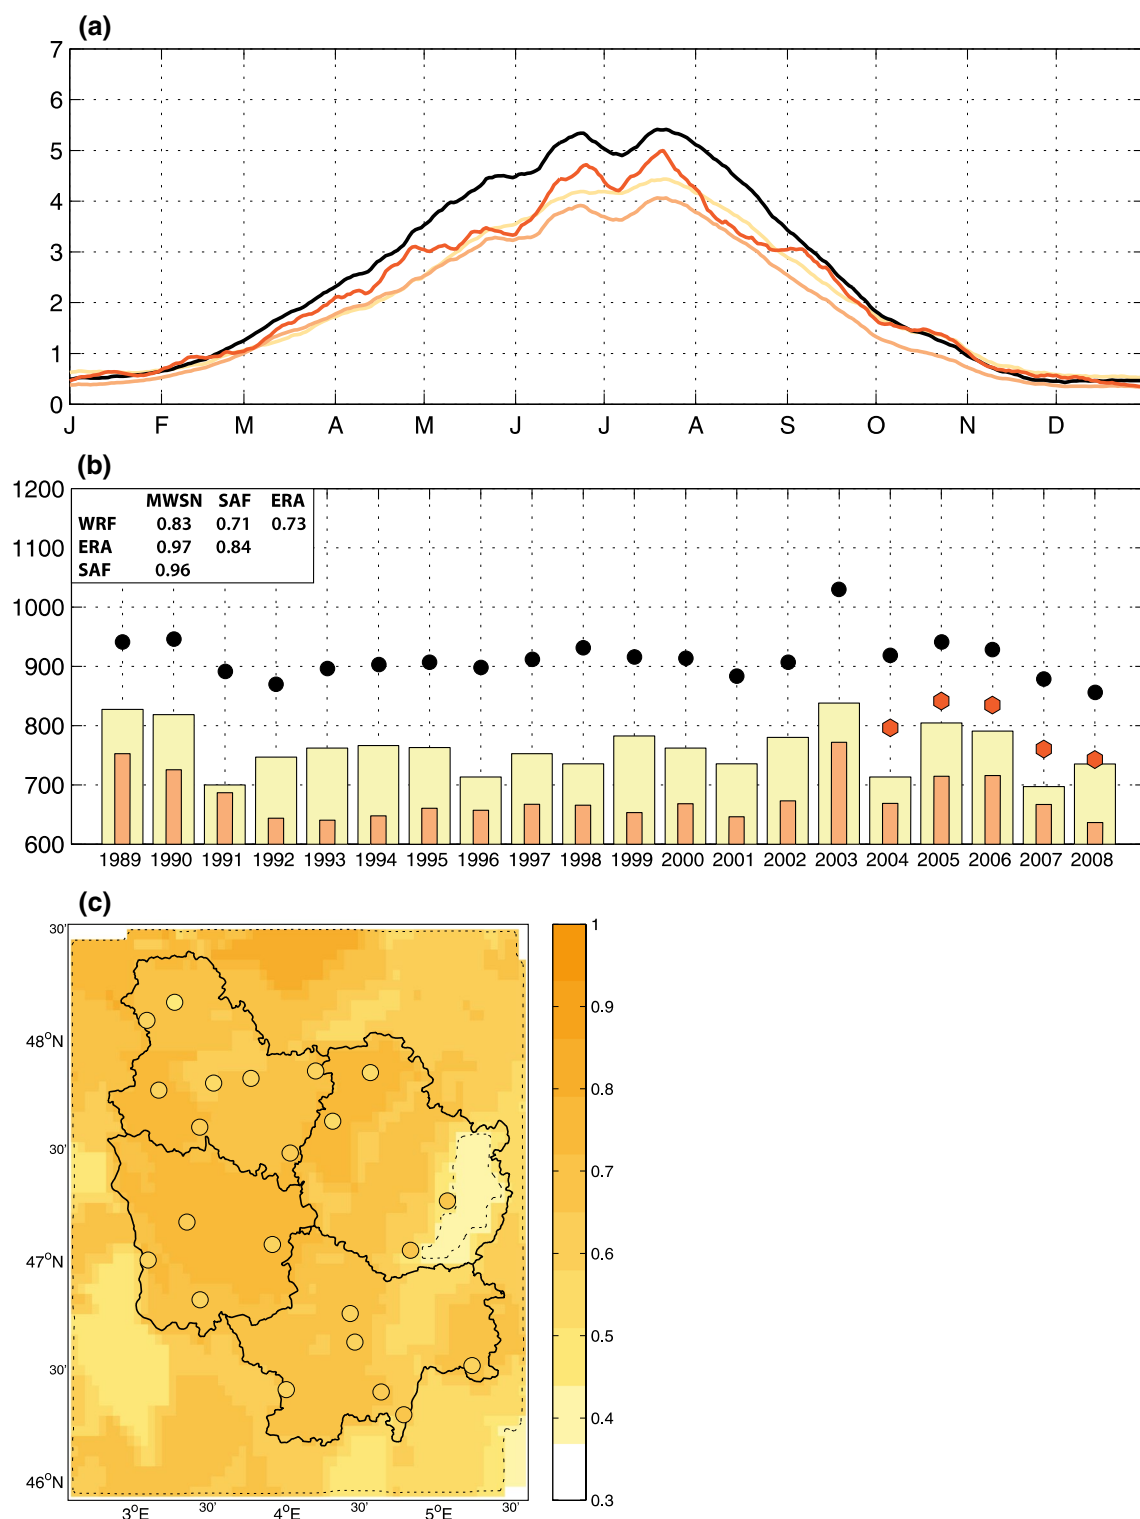 (a)
7
6
5
4
3
2
1
0
J F M A M J J A S O N D
(b)
1200
1100
1000
900
800
700
600
MWSN SAF ERA
WRF 0.83 0.71 0.73
ERA 0.97 0.84
SAF 0.96
1989 1990 1991 1992 1993 1994 1995 1996 1997 1998 1999 2000 2001 2002 2003 2004 2005 2006 2007 2008
(c)
30'
48°N
30'
47°N
30'
46°N
3°E 30' 4°E 30' 5°E 30'
1
0.9
0.8
0.7
0.6
0.5
0.4
0.3